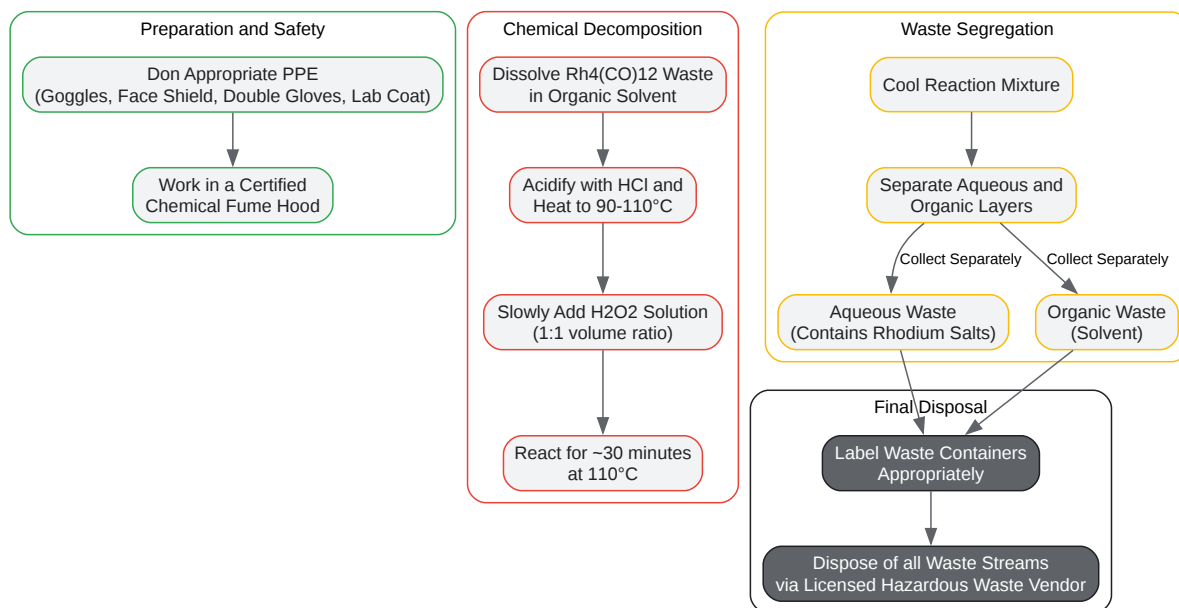 Preparation and Safety
Don Appropriate PPE
(Goggles, Face Shield, Double Gloves, Lab Coat)
Work in a Certified
Chemical Fume Hood
Chemical Decomposition
Dissolve Rh4(CO)12 Waste
in Organic Solvent
Acidify with HCl and
Heat to 90-110°C
Slowly Add H2O2 Solution
(1:1 volume ratio)
React for ~30 minutes
at 110°C
Waste Segregation
Cool Reaction Mixture
Separate Aqueous and
Organic Layers
Collect Separately
Collect Separately
Aqueous Waste
(Contains Rhodium Salts)
Organic Waste
(Solvent)
Final Disposal
Label Waste Containers
Appropriately
Dispose of all Waste Streams
via Licensed Hazardous Waste Vendor